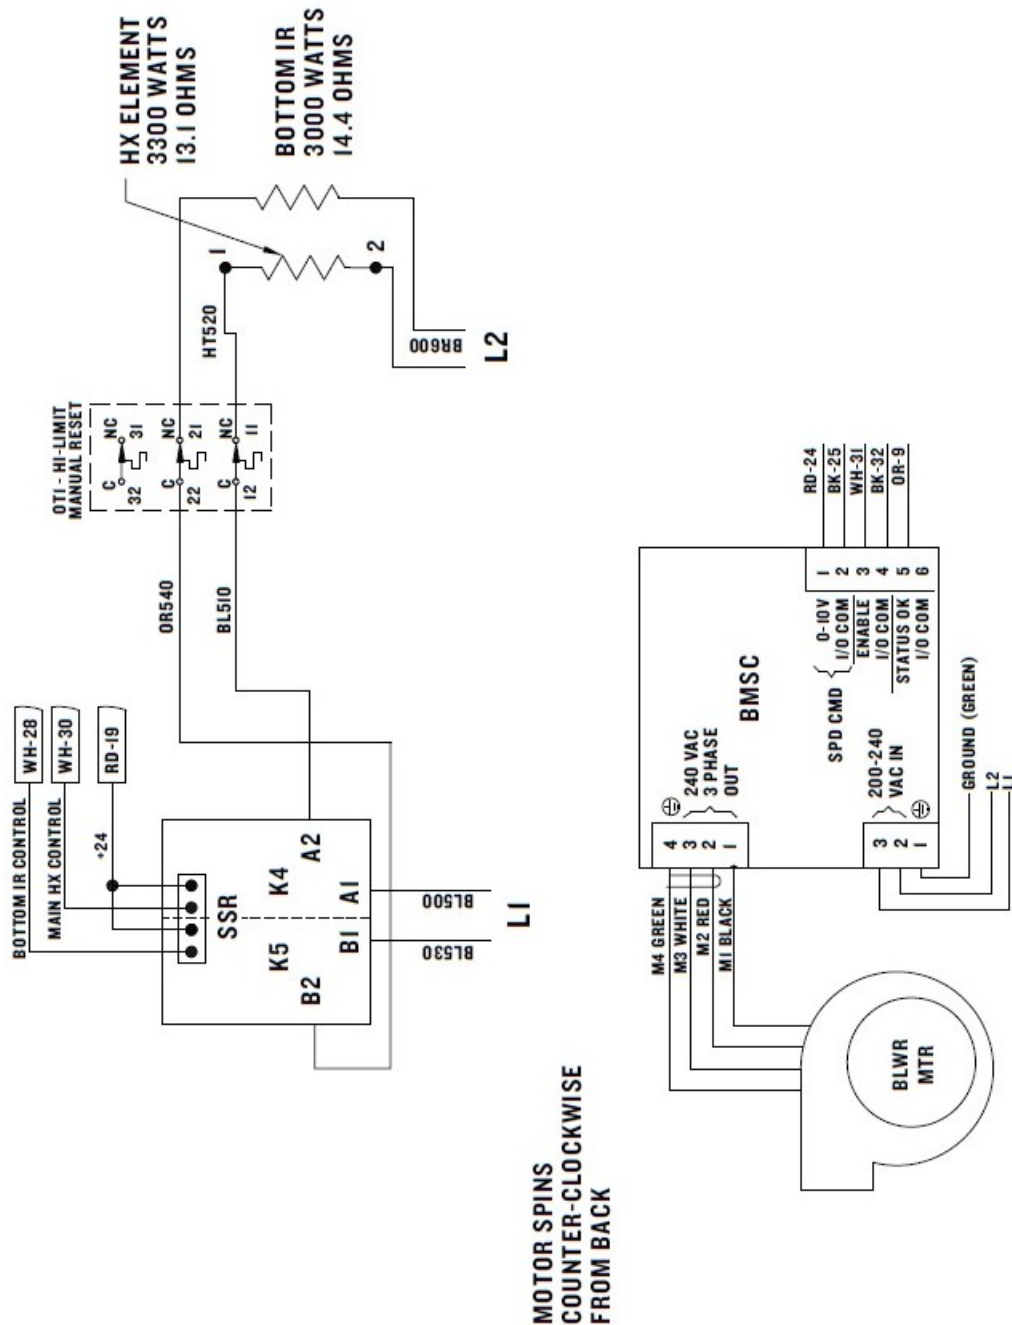 HX ELEMENT
3300 WATTS
13.1 OHMS
BOTTOM IR
3000 WATTS
14.4 OHMS
1
2
HT520
BR600
L2
OT1 - HI-LIMIT
MANUAL RESET
C NC
32 31
C NC
22 21
C NC
12 11
OR540
BL510
WH-28
WH-30
RD-19
BOTTOM IR CONTROL
MAIN HX CONTROL
+24
SSR
K5 K4
B2 A2
B1 A1
BL530
BL500
L1
MOTOR SPINS
COUNTER-CLOCKWISE
FROM BACK
BMSC
RD-24
BK-25
WH-31
BK-32
OR-9
SPD CMD
0-10V 1
I/O COM 2
ENABLE 3
I/O COM 4
STATUS OK 5
I/O COM 6
4
3
2
1
240 VAC
3 PHASE
OUT
200-240
VAC IN
3
2
1
GROUND (GREEN)
L2
L1
M4 GREEN
M3 WHITE
M2 RED
M1 BLACK
BLWR
MTR